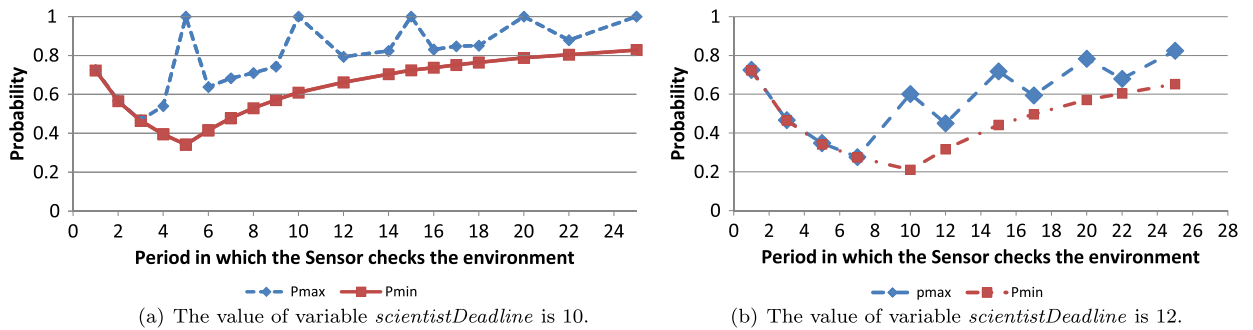 1
0.8
0.6
0.4
0.2
0
Probability
0 2 4 6 8 10 12 14 16 18 20 22 24
Period in which the Sensor checks the environment
Pmax Pmin
(a) The value of variable scientistDeadline is 10.
1
0.8
0.6
0.4
0.2
0
Probability
0 2 4 6 8 10 12 14 16 18 20 22 24 26 28
Period in which the Sensor checks the environment
pmax Pmin
(b) The value of variable scientistDeadline is 12.